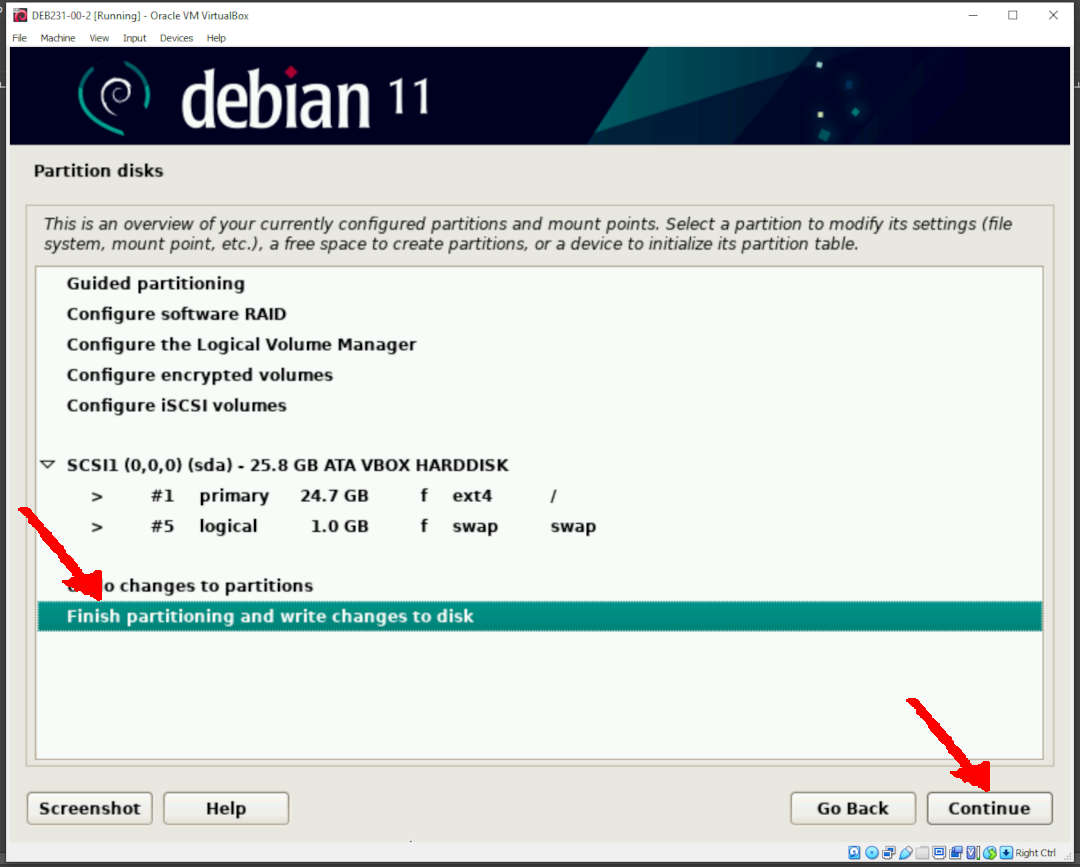 DEB231-00-2 [Running] - Oracle VM VirtualBox
File Machine View Input Devices Help
debian 11
Partition disks
This is an overview of your currently configured partitions and mount points. Select a partition to modify its settings (file
system, mount point, etc.), a free space to create partitions, or a device to initialize its partition table.
Guided partitioning
Configure software RAID
Configure the Logical Volume Manager
Configure encrypted volumes
Configure iSCSI volumes
SCSI1 (0,0,0) (sda) - 25.8 GB ATA VBOX HARDDISK
> #1 primary 24.7 GB f ext4 /
> #5 logical 1.0 GB f swap swap
changes to partitions
Finish partitioning and write changes to disk
Screenshot Help Go Back Continue
Right Ctrl